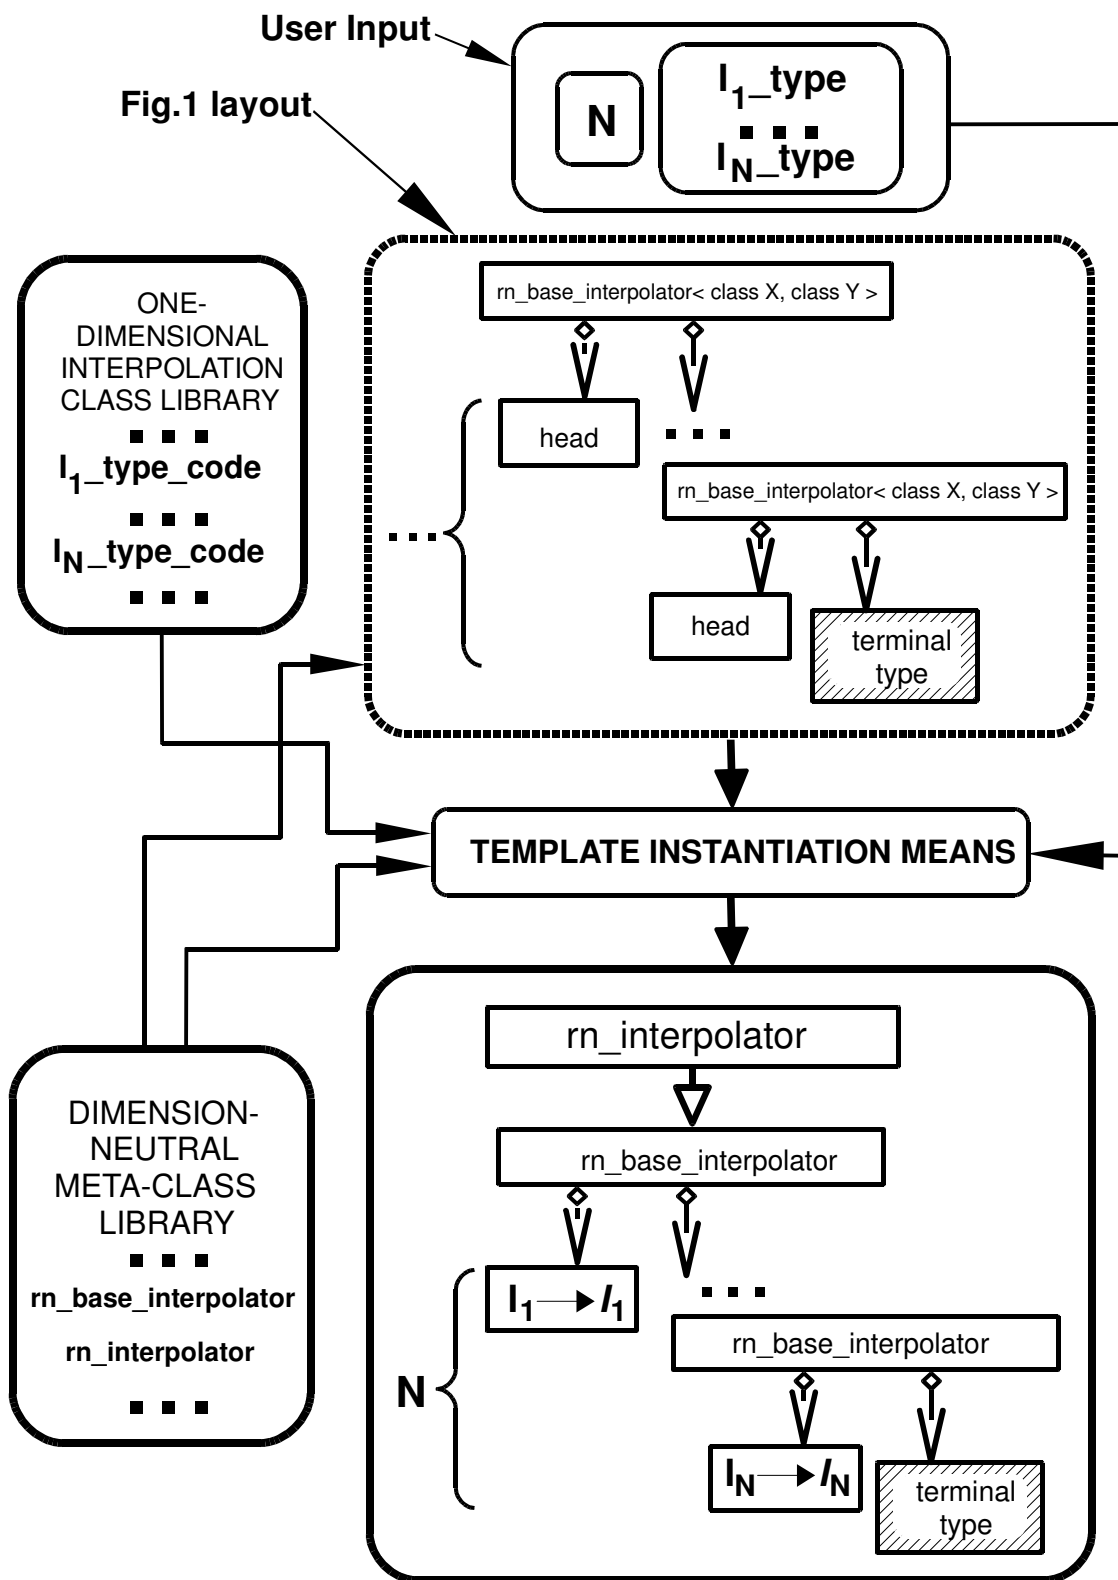 User Input
Fig.1 layout
N
I1_type
...
IN_type
rn_base_interpolator< class X, class Y >
head
...
rn_base_interpolator< class X, class Y >
...
head
terminal
type
ONE-
DIMENSIONAL
INTERPOLATION
CLASS LIBRARY
...
I1_type_code
...
IN_type_code
...
TEMPLATE INSTANTIATION MEANS
DIMENSION-
NEUTRAL
META-CLASS
LIBRARY
...
rn_base_interpolator
rn_interpolator
...
rn_interpolator
rn_base_interpolator
I1 → I1
...
rn_base_interpolator
N
IN → IN
terminal
type